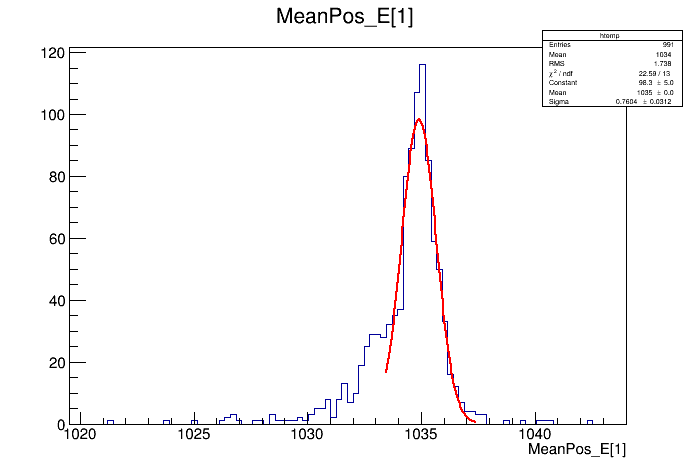 MeanPos_E[1]
htemp
Entries 991
Mean 1034
RMS 1.738
χ² / ndf 22.59 / 13
Constant 98.3 ± 5.0
Mean 1035 ± 0.0
Sigma 0.7604 ± 0.0312
120
100
80
60
40
20
0
1020 1025 1030 1035 1040
MeanPos_E[1]